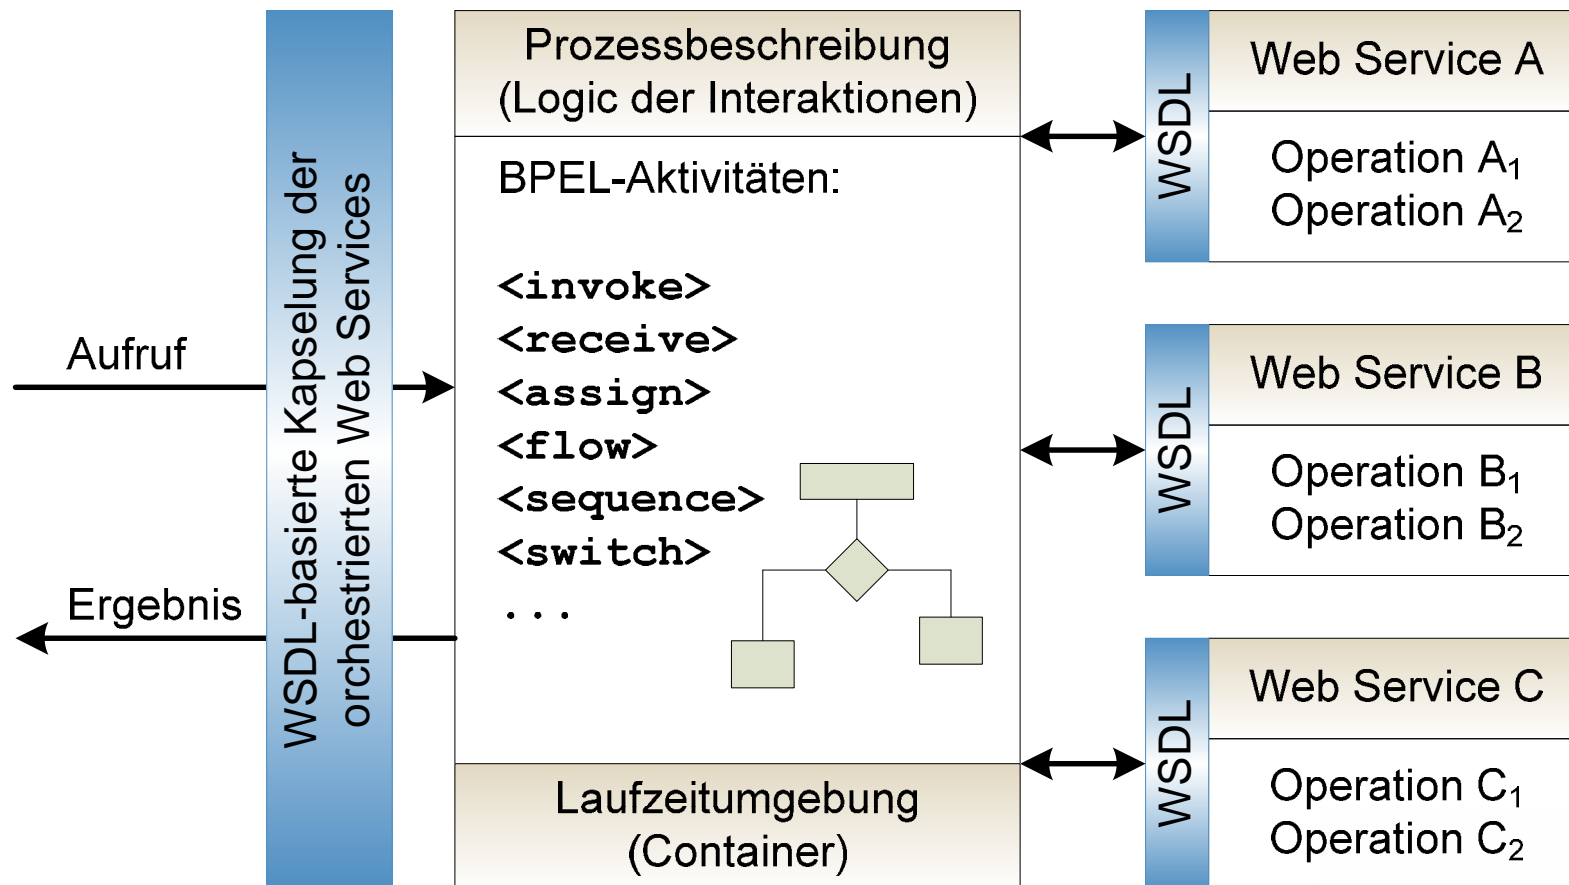 Aufruf
Ergebnis
WSDL-basierte Kapselung der
orchestrierten Web Services
Prozessbeschreibung
(Logic der Interaktionen)
BPEL-Aktivitäten:
<invoke>
<receive>
<assign>
<flow>
<sequence>
<switch>
...
Laufzeitumgebung
(Container)
WSDL
Web Service A
Operation A₁
Operation A₂
WSDL
Web Service B
Operation B₁
Operation B₂
WSDL
Web Service C
Operation C₁
Operation C₂